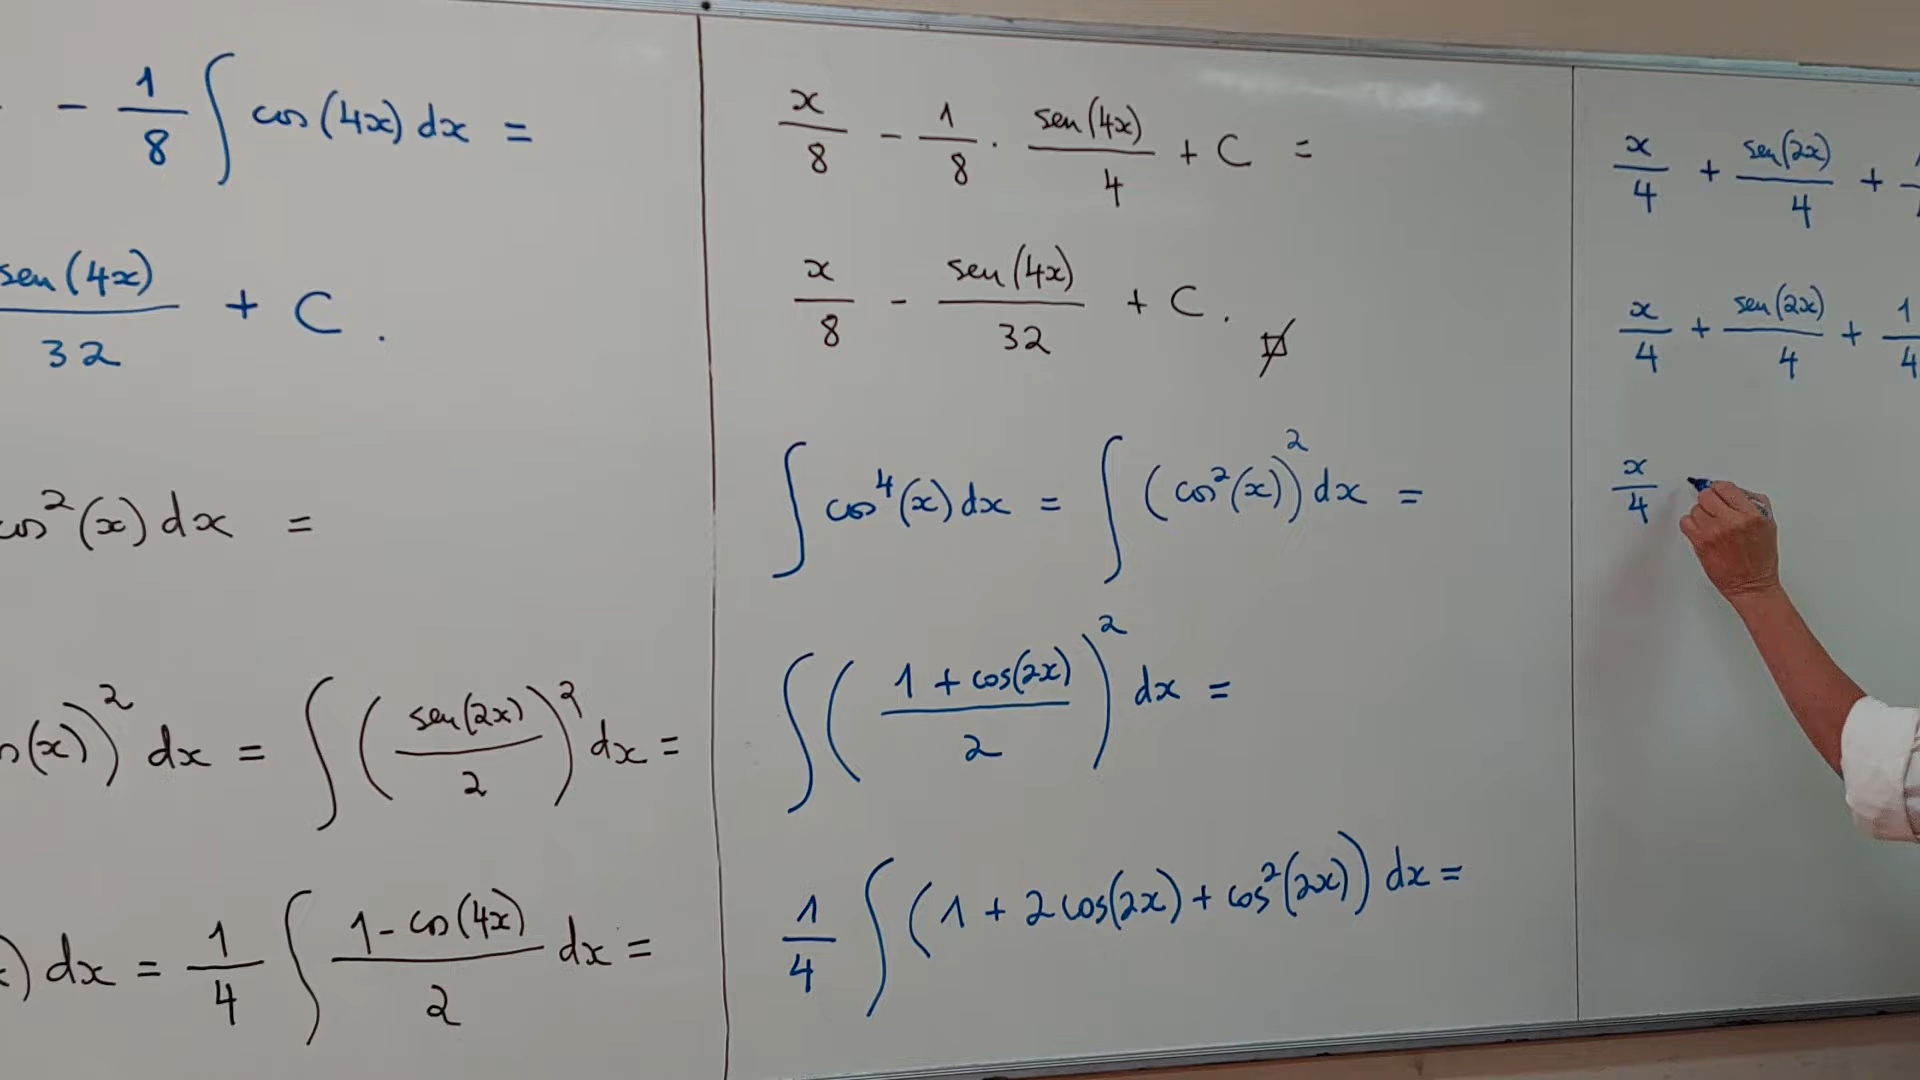 - 1/8 ∫ cos(4x) dx =
sen(4x)/32 + C.
cos²(x) dx =
(x))² dx = ∫ (sen(2x)/2)² dx =
) dx = 1/4 ∫ (1 - cos(4x))/2 dx =
x/8 - 1/8 · sen(4x)/4 + C =
x/8 - sen(4x)/32 + C.
∫ cos⁴(x) dx = ∫ (cos²(x))² dx =
∫ ((1 + cos(2x))/2)² dx =
1/4 ∫ (1 + 2cos(2x) + cos²(2x)) dx =
x/4 + sen(2x)/4 +
x/4 + sen(2x)/4 + 1/4
x/4